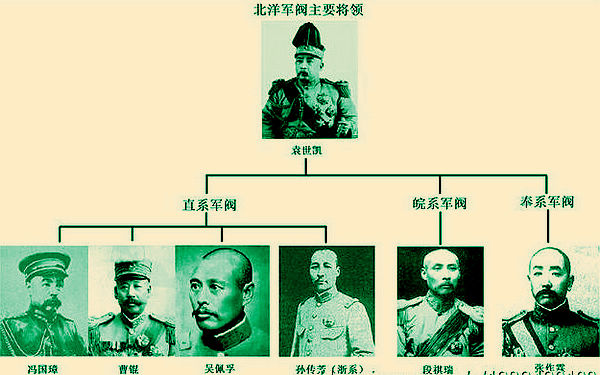 北洋军阀主要将领
袁世凯
直系军阀
皖系军阀
奉系军阀
冯国璋
曹锟
吴佩孚
孙传芳（浙系）
段祺瑞
张作霖